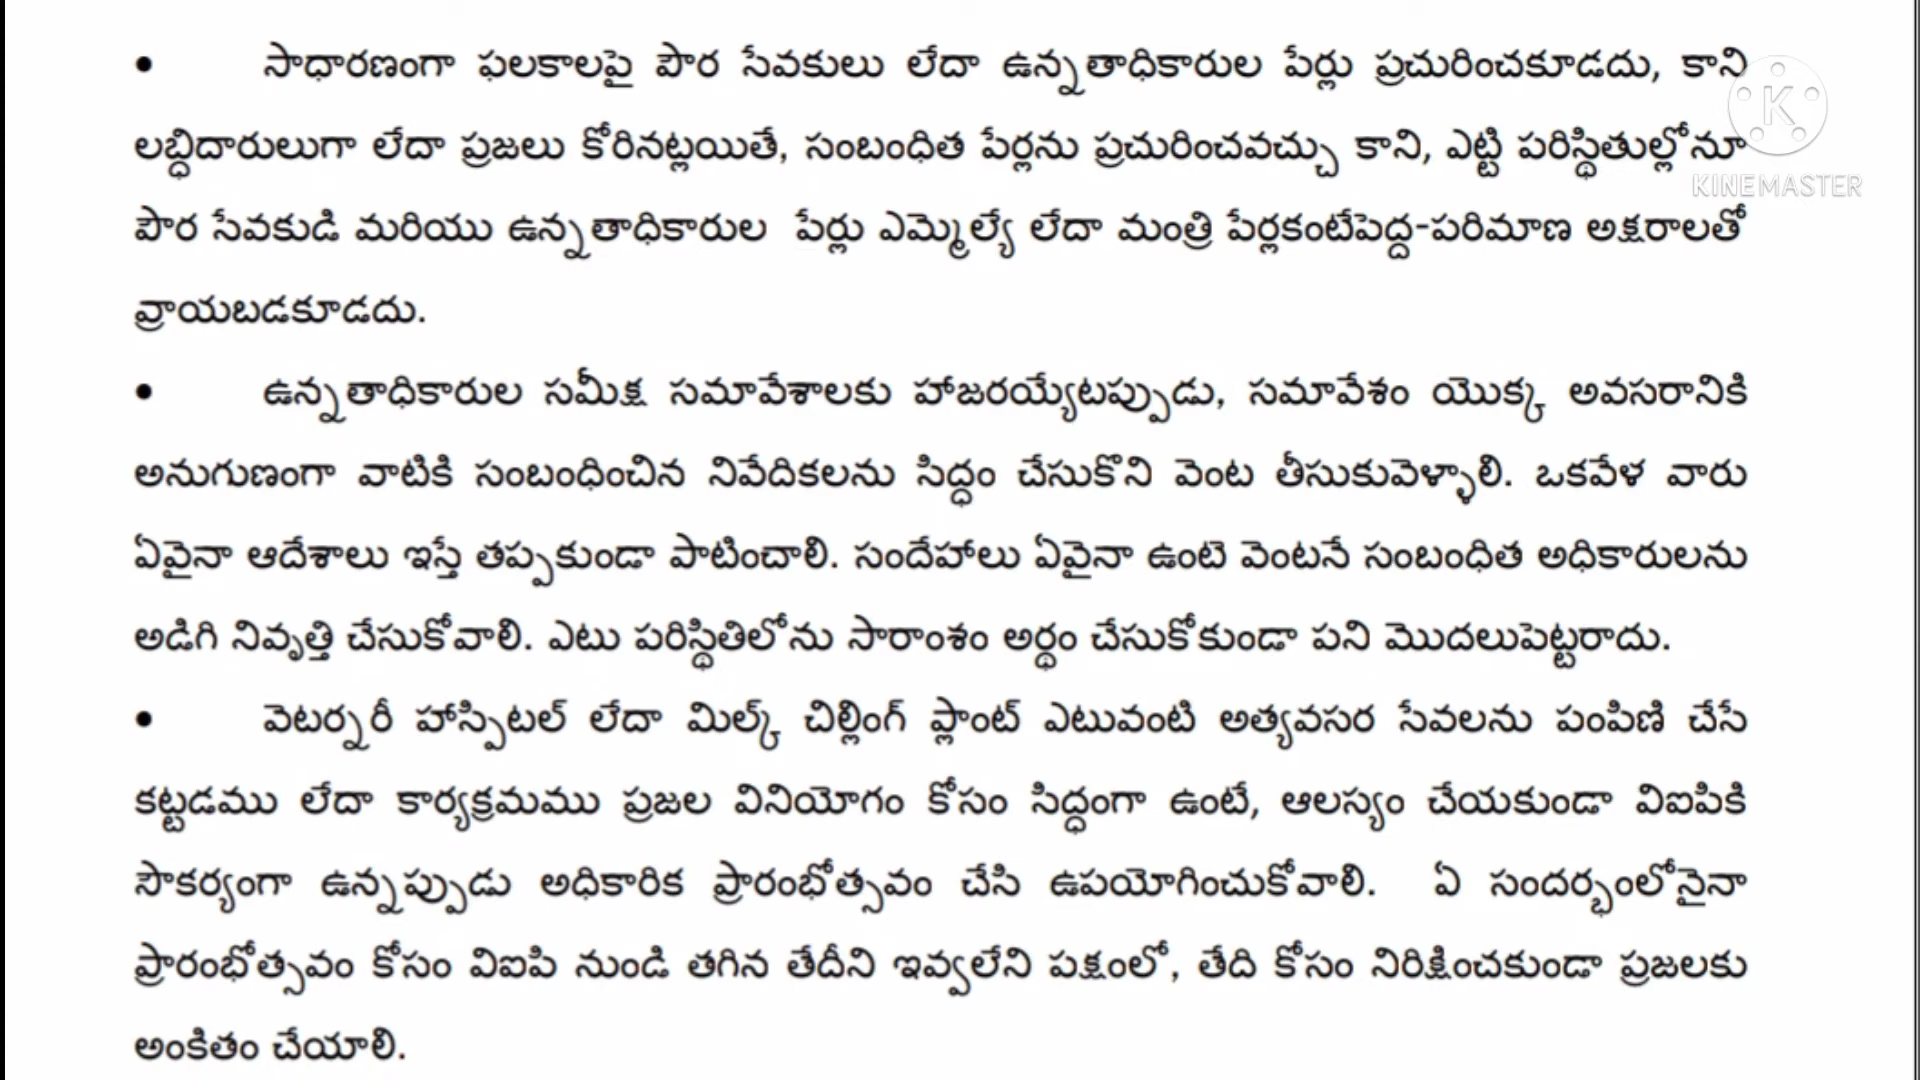 • సాధారణంగా ఫలకాలపై పౌర సేవకులు లేదా ఉన్నతాధికారుల పేర్లు ప్రచురించకూడదు, కాని
లబ్ధిదారులుగా లేదా ప్రజలు కోరినట్లయితే, సంబంధిత పేర్లను ప్రచురించవచ్చు కాని, ఎట్టి పరిస్థితుల్లోనూ
పౌర సేవకుడి మరియు ఉన్నతాధికారుల పేర్లు ఎమ్మెల్యే లేదా మంత్రి పేర్లకంటేపెద్ద-పరిమాణ అక్షరాలతో
వ్రాయబడకూడదు.
• ఉన్నతాధికారుల సమీక్ష సమావేశాలకు హాజరయ్యేటప్పుడు, సమావేశం యొక్క అవసరానికి
అనుగుణంగా వాటికి సంబంధించిన నివేదికలను సిద్ధం చేసుకొని వెంట తీసుకువెళ్ళాలి. ఒకవేళ వారు
ఏవైనా ఆదేశాలు ఇస్తే తప్పకుండా పాటించాలి. సందేహాలు ఏవైనా ఉంటె వెంటనే సంబంధిత అధికారులను
అడిగి నివృత్తి చేసుకోవాలి. ఎటు పరిస్థితిలోను సారాంశం అర్థం చేసుకోకుండా పని మొదలుపెట్టరాదు.
• వెటర్నరీ హాస్పిటల్ లేదా మిల్క్ చిల్లింగ్ ప్లాంట్ ఎటువంటి అత్యవసర సేవలను పంపిణి చేసే
కట్టడము లేదా కార్యక్రమము ప్రజల వినియోగం కోసం సిద్ధంగా ఉంటే, ఆలస్యం చేయకుండా విఐపికి
సౌకర్యంగా ఉన్నప్పుడు అధికారిక ప్రారంభోత్సవం చేసి ఉపయోగించుకోవాలి. ఏ సందర్భంలోనైనా
ప్రారంభోత్సవం కోసం విఐపి నుండి తగిన తేదీని ఇవ్వలేని పక్షంలో, తేది కోసం నిరిక్షించకుండా ప్రజలకు
అంకితం చేయాలి.
K
KINEMASTER